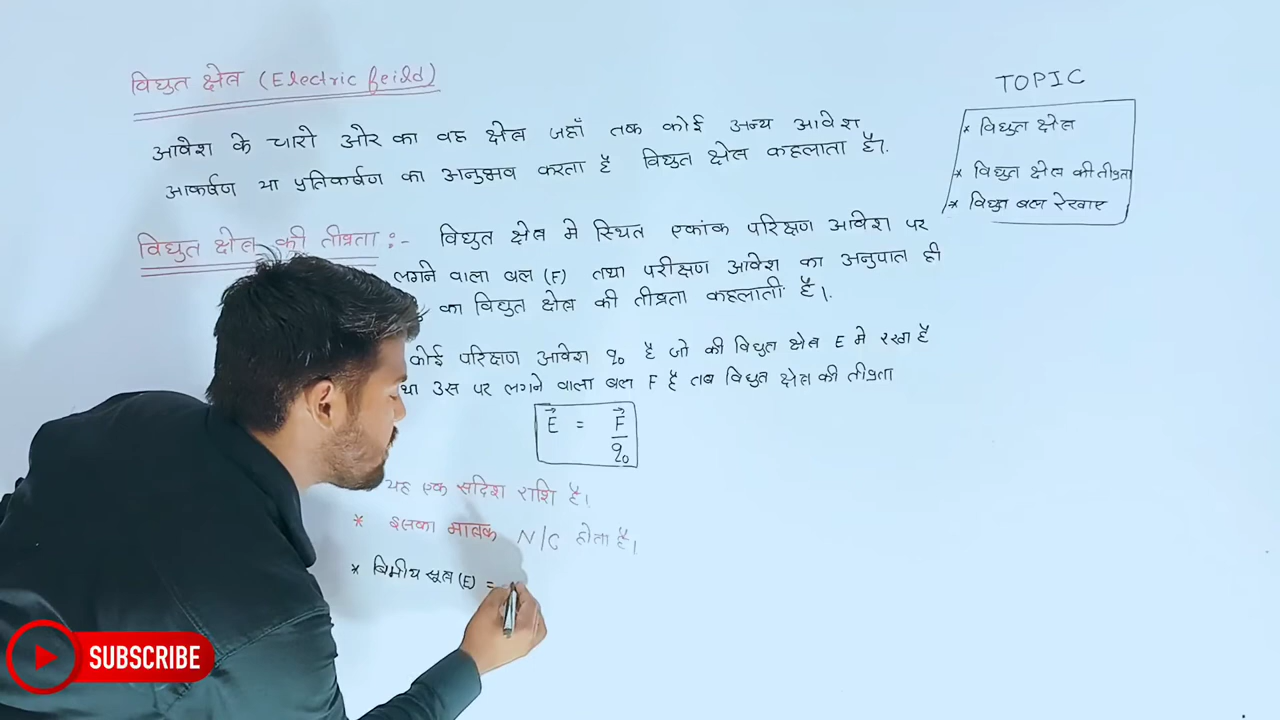 विद्युत क्षेत्र (Electric feild)
आवेश के चारो ओर का वह क्षेत्र जहाँ तक कोई अन्य आवेश
आकर्षण या प्रतिकर्षण का अनुभव करता है विद्युत क्षेत्र कहलाता है।
विद्युत क्षेत्र की तीव्रता :- विद्युत क्षेत्र मे स्थित एकांक परिक्षण आवेश पर
लगने वाला बल (F) तथा परीक्षण आवेश का अनुपात ही
का विद्युत क्षेत्र की तीव्रता कहलाती है।
कोई परिक्षण आवेश q₀ है जो की विद्युत क्षेत्र E मे रखा है
उस पर लगने वाला बल F है तब विद्युत क्षेत्र की तीव्रता
E⃗ = F⃗/q₀
यह एक सदिश राशि है।
* इसका मात्रक N/C होता है।
* विमीय सूत्र (E) =
TOPIC
* विद्युत क्षेत्र
* विद्युत क्षेत्र की तीव्रता
* विद्युत बल रेखाए
SUBSCRIBE